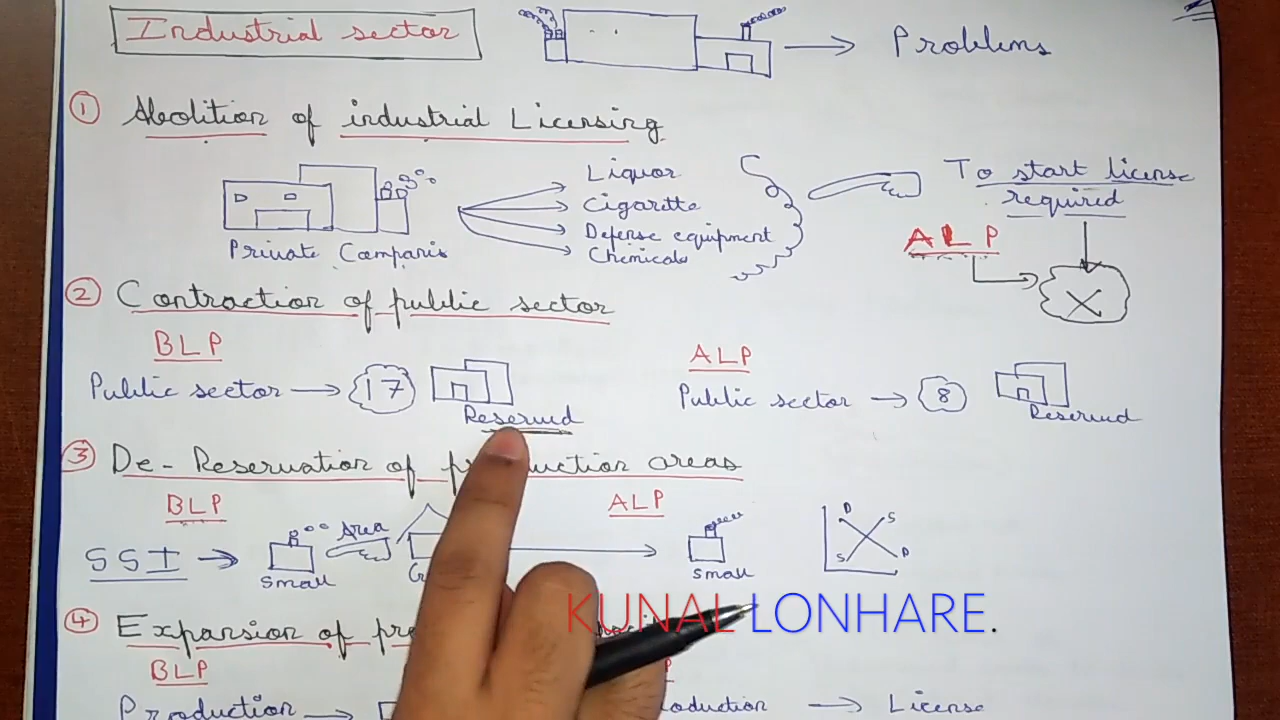 Industrial sector
Problems
① Abolition of industrial Licensing
Liquor
Cigarette
Defense equipment
Chemicals
Private Companis
To start license
required
ALP
X
② Contraction of public sector
BLP
Public sector → 17
Reserved
ALP
Public sector → 8
Reserved
③ De-Reservation of production areas
BLP
ALP
SSI → Area
small
small
D S
S D
KUNAL LONHARE.
④ Expansion of
BLP
Production → License